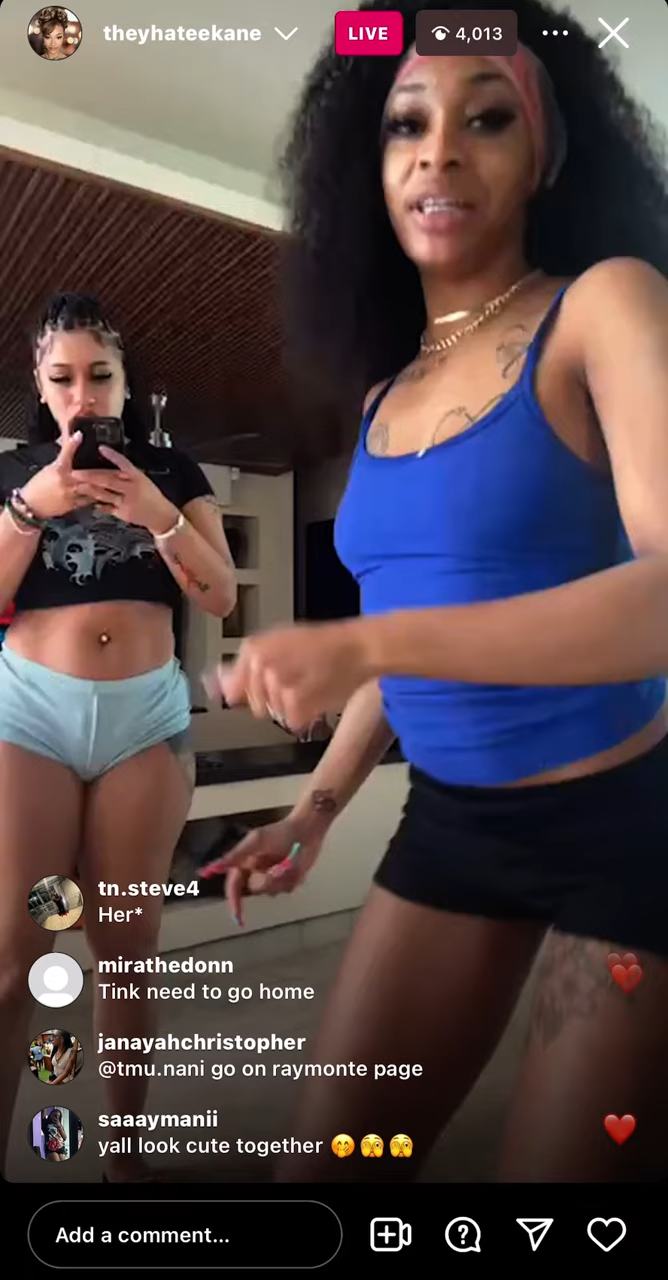 theyhateekane
LIVE
4,013
tn.steve4
Her*
mirathedonn
Tink need to go home
janayahchristopher
@tmu.nani go on raymonte page
saaaymanii
yall look cute together 🤭🫣🫣
Add a comment...